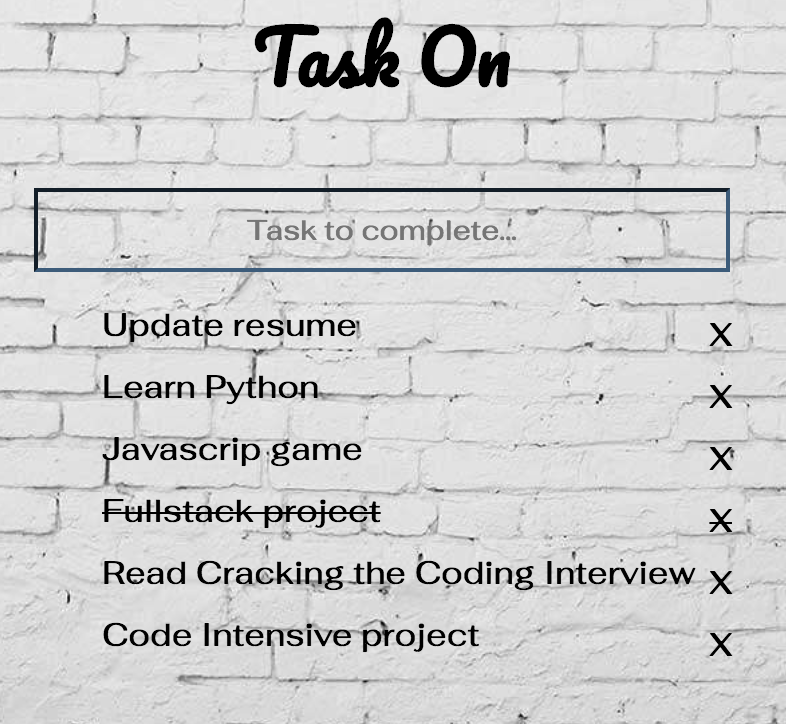 Task On
Task to complete...
Update resume X
Learn Python X
Javascrip game X
Fullstack project X
Read Cracking the Coding Interview X
Code Intensive project X